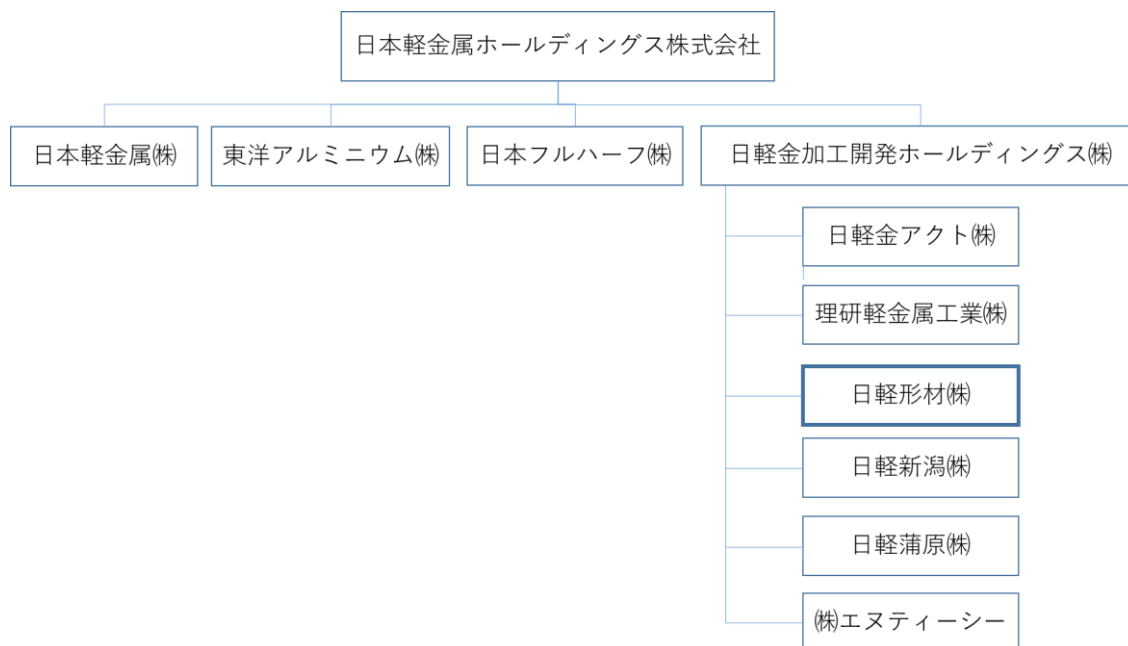 日本軽金属ホールディングス株式会社
日本軽金属㈱
東洋アルミニウム㈱
日本フルハーフ㈱
日軽金加工開発ホールディングス㈱
日軽金アクト㈱
理研軽金属工業㈱
日軽形材㈱
日軽新潟㈱
日軽蒲原㈱
㈱エヌティーシー